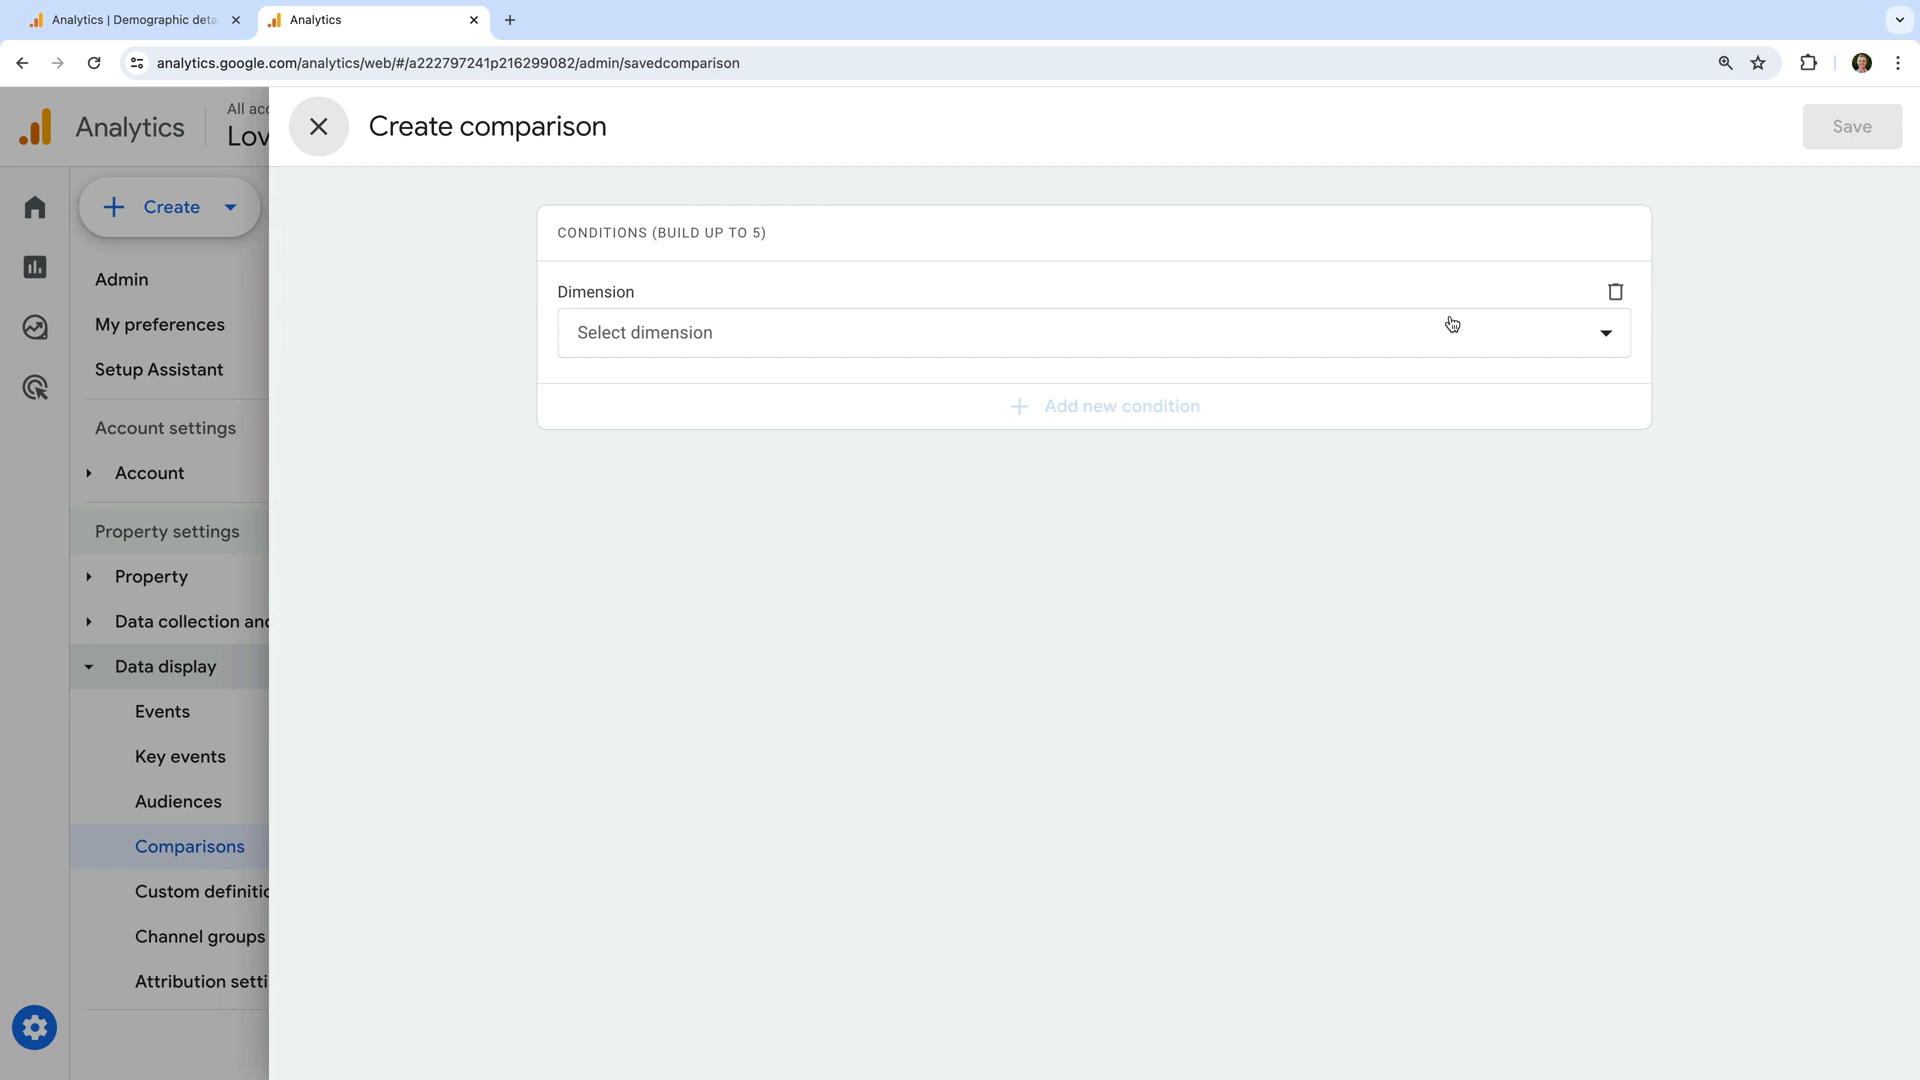 Analytics | Demographic deta
Analytics
analytics.google.com/analytics/web/#/a222797241p216299082/admin/savedcomparison
Analytics
All acc
Lov
Create comparison
Save
Create
Admin
My preferences
Setup Assistant
Account settings
Account
Property settings
Property
Data collection and
Data display
Events
Key events
Audiences
Comparisons
Custom definitio
Channel groups
Attribution setti
CONDITIONS (BUILD UP TO 5)
Dimension
Select dimension
Add new condition